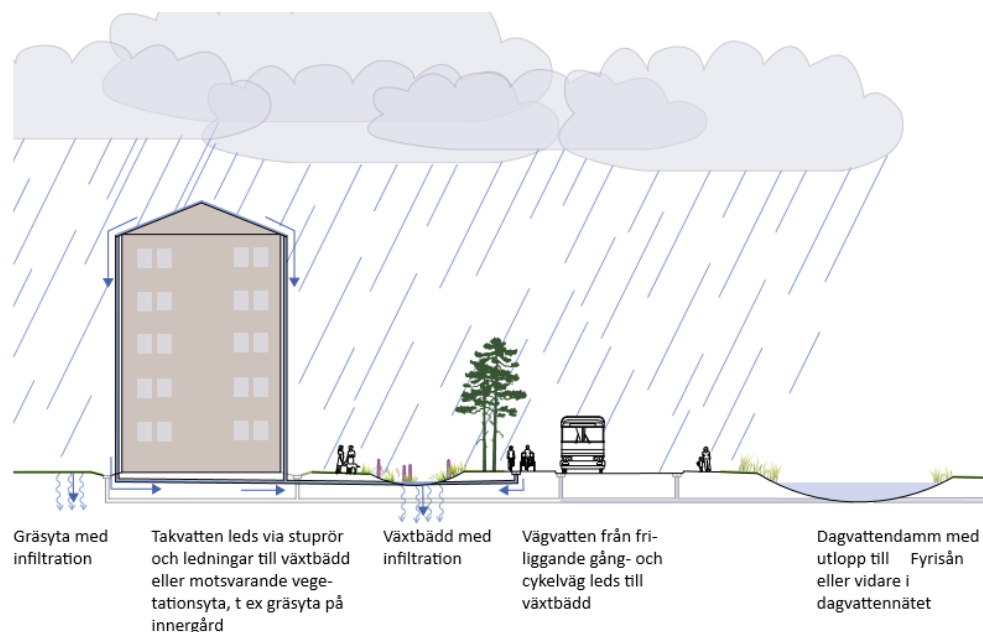 Gräsyta med
infiltration
Takvatten leds via stuprör
och ledningar till växtbädd
eller motsvarande vege-
tationsyta, t ex gräsyta på
innergård
Växtbädd med
infiltration
Vägvatten från fri-
liggande gång- och
cykelväg leds till
växtbädd
Dagvattendamm med
utlopp till Fyrisån
eller vidare i
dagvattennätet